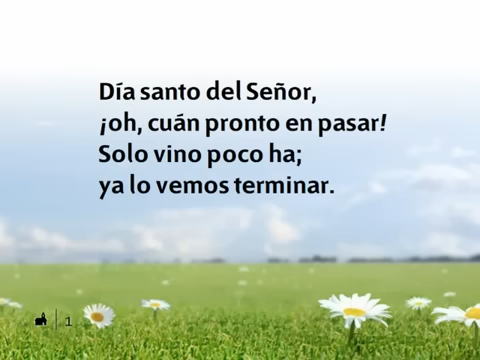 Día santo del Señor,
¡oh, cuán pronto en pasar!
Solo vino poco ha;
ya lo vemos terminar.
1